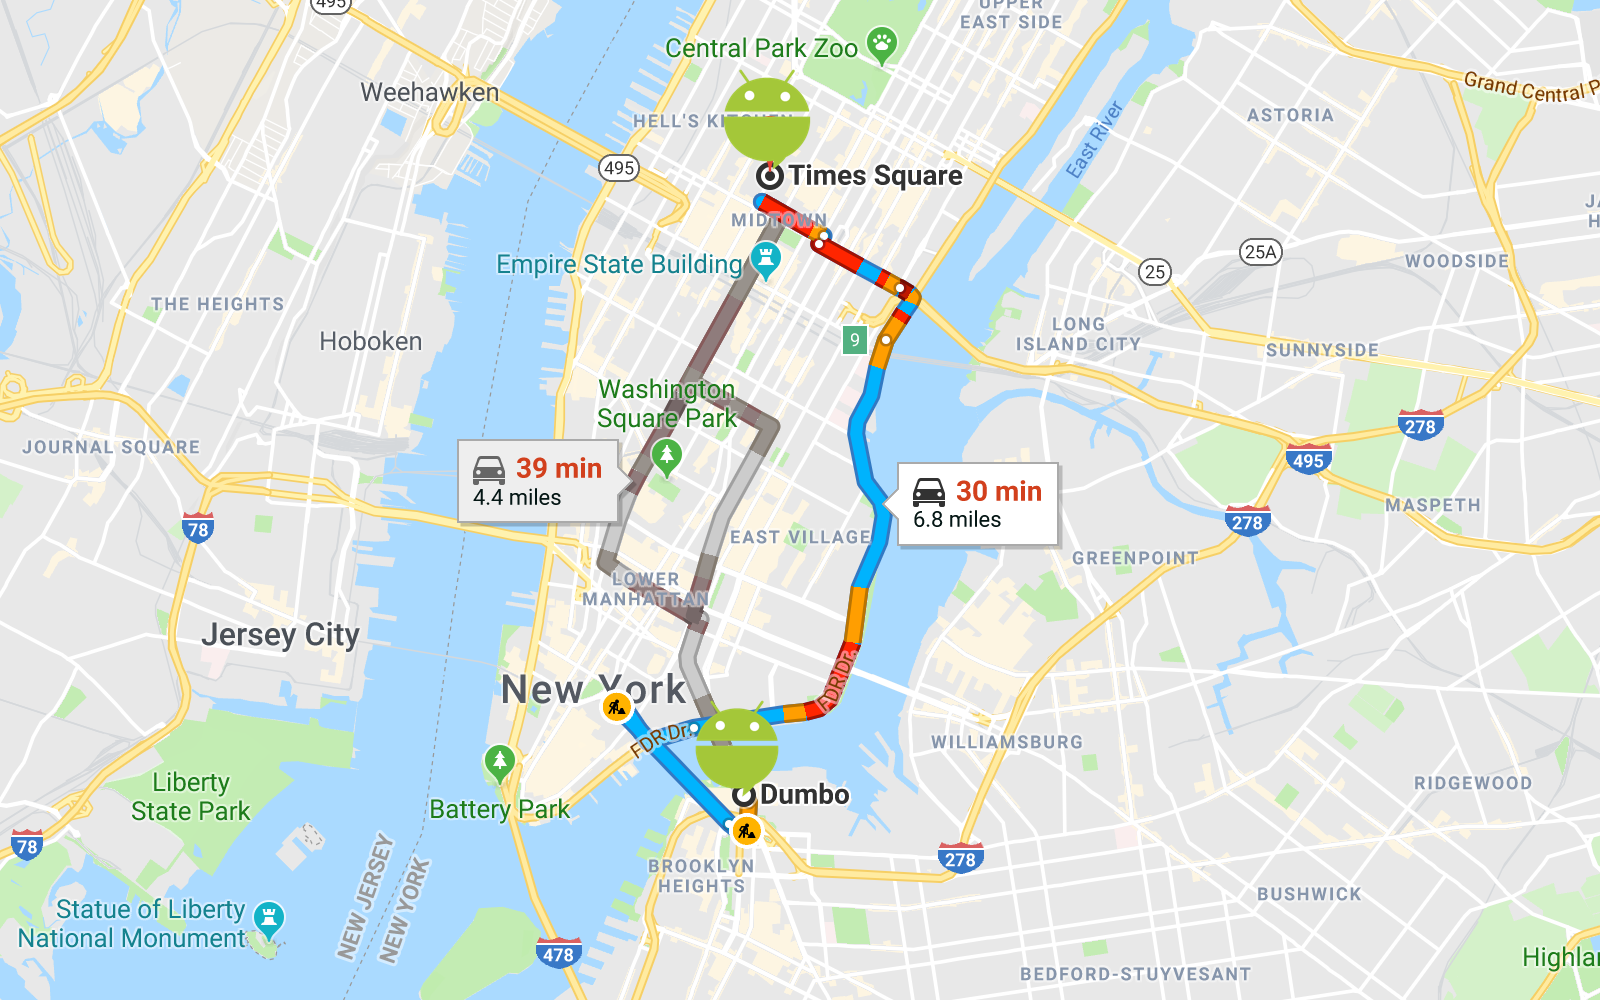 495
UPPER
EAST SIDE
Central Park Zoo
Weehawken
Grand Central P
HELL'S KITCHEN
ASTORIA
East River
495
Times Square
MIDTOWN
25A
25
WOODSIDE
Empire State Building
THE HEIGHTS
LONG
ISLAND CITY
9
Hoboken
SUNNYSIDE
Washington
Square Park
278
JOURNAL SQUARE
495
39 min
4.4 miles
30 min
6.8 miles
MASPETH
78
278
EAST VILLAGE
GREENPOINT
LOWER
MANHATTAN
Jersey City
FDR Dr.
New York
FDR Dr.
WILLIAMSBURG
Liberty
State Park
RIDGEWOOD
Battery Park
Dumbo
78
278
BROOKLYN
HEIGHTS
BUSHWICK
NEW JERSEY
NEW YORK
Statue of Liberty
National Monument
478
Highla
BEDFORD-STUYVESANT